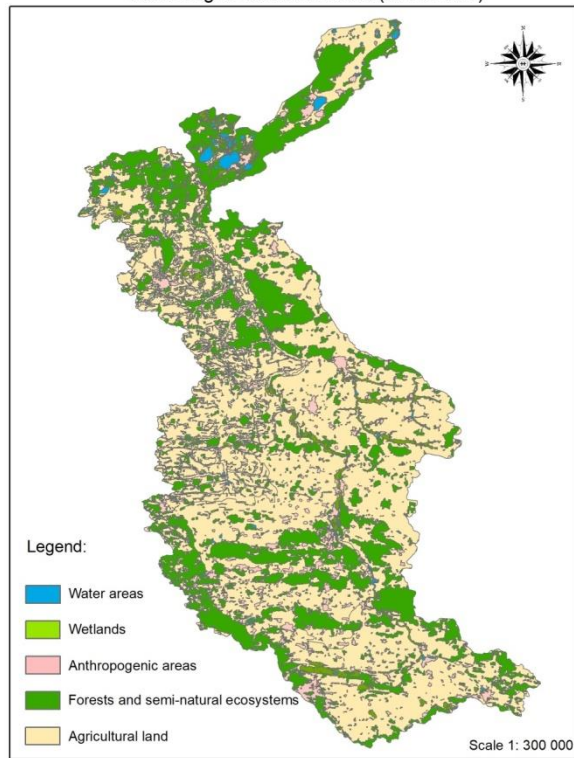 Legend:
Water areas
Wetlands
Anthropogenic areas
Forests and semi-natural ecosystems
Agricultural land
Scale 1: 300 000